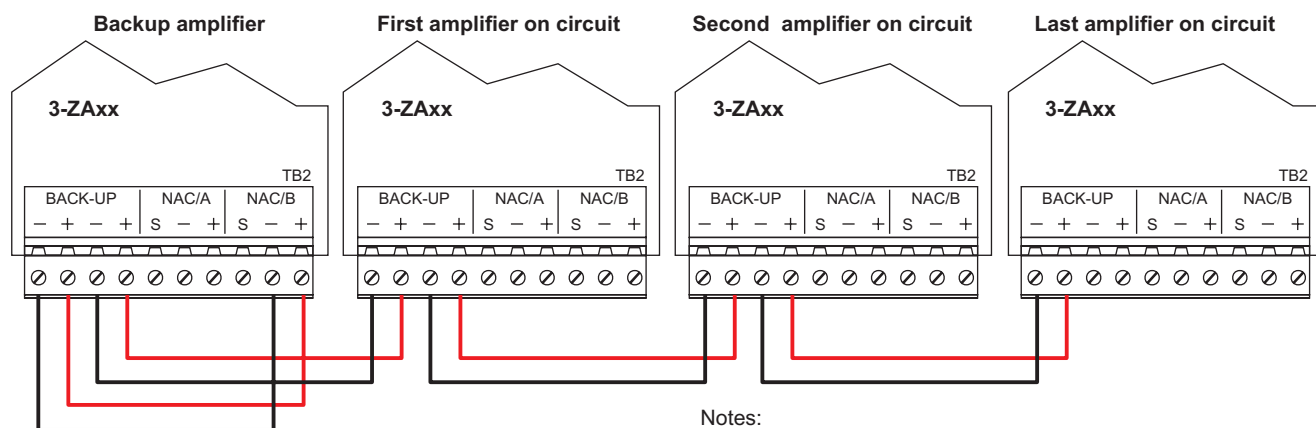 Backup amplifier
First amplifier on circuit
Second amplifier on circuit
Last amplifier on circuit
3-ZAxx
3-ZAxx
3-ZAxx
3-ZAxx
TB2
TB2
TB2
TB2
BACK-UP NAC/A NAC/B
− + − + S − + S − +
BACK-UP NAC/A NAC/B
− + − + S − + S − +
BACK-UP NAC/A NAC/B
− + − + S − + S − +
BACK-UP NAC/A NAC/B
− + − + S − + S − +
Notes: